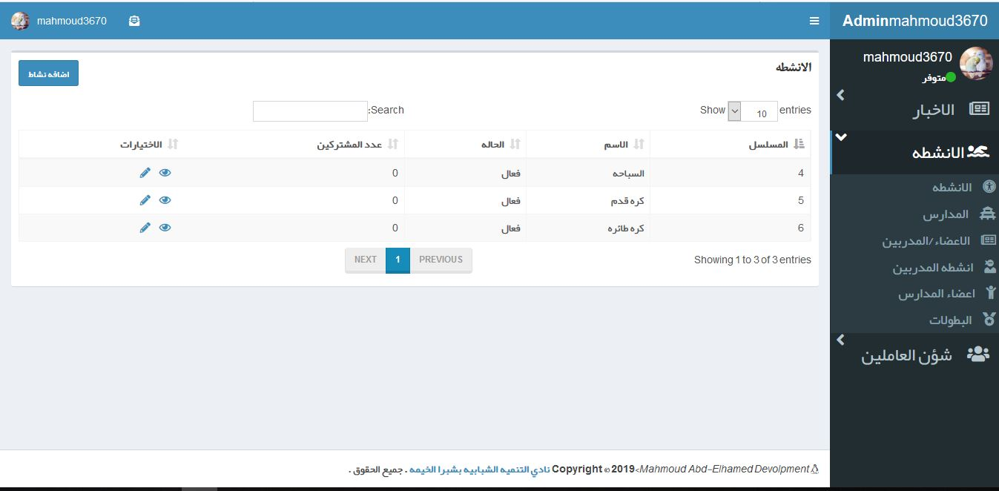 Adminmahmoud3670
mahmoud3670
mahmoud3670
متوفر
الاخبار
الانشطه
الانشطه
المدارس
الاعضاء/المدربين
انشطه المدربين
اعضاء المدارس
البطولات
شؤن العاملين
الانشطه
اضافه نشاط
Show 10 entries
Search:
المسلسل الاسم الحاله عدد المشتركين الاختيارات
4 السباحه فعال 0
5 كره قدم فعال 0
6 كره طائره فعال 0
Showing 1 to 3 of 3 entries
PREVIOUS 1 NEXT
Mahmoud Abd-Elhamed Devolpment> Copyright © 2019 نادي التنميه الشبابيه بشبرا الخيمه . جميع الحقوق .